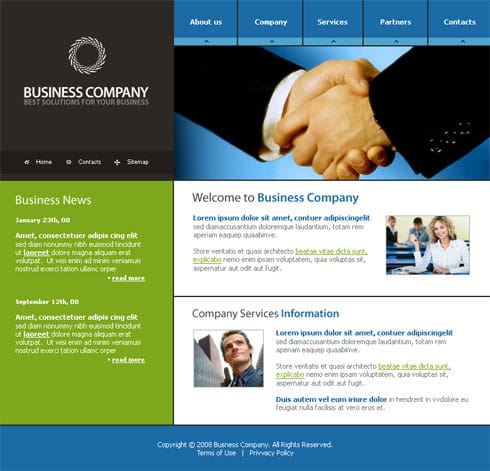 About us
Company
Services
Partners
Contacts
BUSINESS COMPANY
BEST SOLUTIONS FOR YOUR BUSINESS
Home
Contacts
Sitemap
Business News
January 23th, 08
Amet, consectetuer adipis cing elit
sed diam nonummy nibh euismod tincidunt
ut laoreet dolore magna aliquam erat
volutpat. Ut wisi enim ad minim veniamuis
nostrud exerci tation ullamc orper
read more
September 12th, 08
Amet, consectetuer adipis cing elit
sed diam nonummy nibh euismod tincidunt
ut laoreet dolore magna aliquam erat
volutpat. Ut wisi enim ad minim veniamuis
nostrud exerci tation ullamc orper
read more
Welcome to Business Company
Lorem ipsum dolor sit amet, contuer adipiscingelit
sed diam accusamus doloremque laudantium, totam rem
aperiam eaquep quaabinve.
Store veritatis et quasi architecto beatae vitae dicta sunt,
explicabo nemo enim ipsam voluptatem, quia voluptas sit,
aspernatur aut odit aut fugit.
Company Services Information
Lorem ipsum dolor sit amet, contuer adipiscingelit
sed diam accusamus doloremque laudantium, totam rem
aperiam eaquep quaabinve.
Store veritatis et quasi architecto beatae vitae dicta sunt,
explicabo nemo enim ipsam voluptatem, quia voluptas sit,
aspernatur aut odit aut fugit.
Duis autem vel eum iriure dolor in hendrerit in vvdolore eu
feugiat nulla facilisis at vero eros et.
Copyright © 2008 Business Company. All Rights Reserved.
Terms of Use | Prvvacy Policy